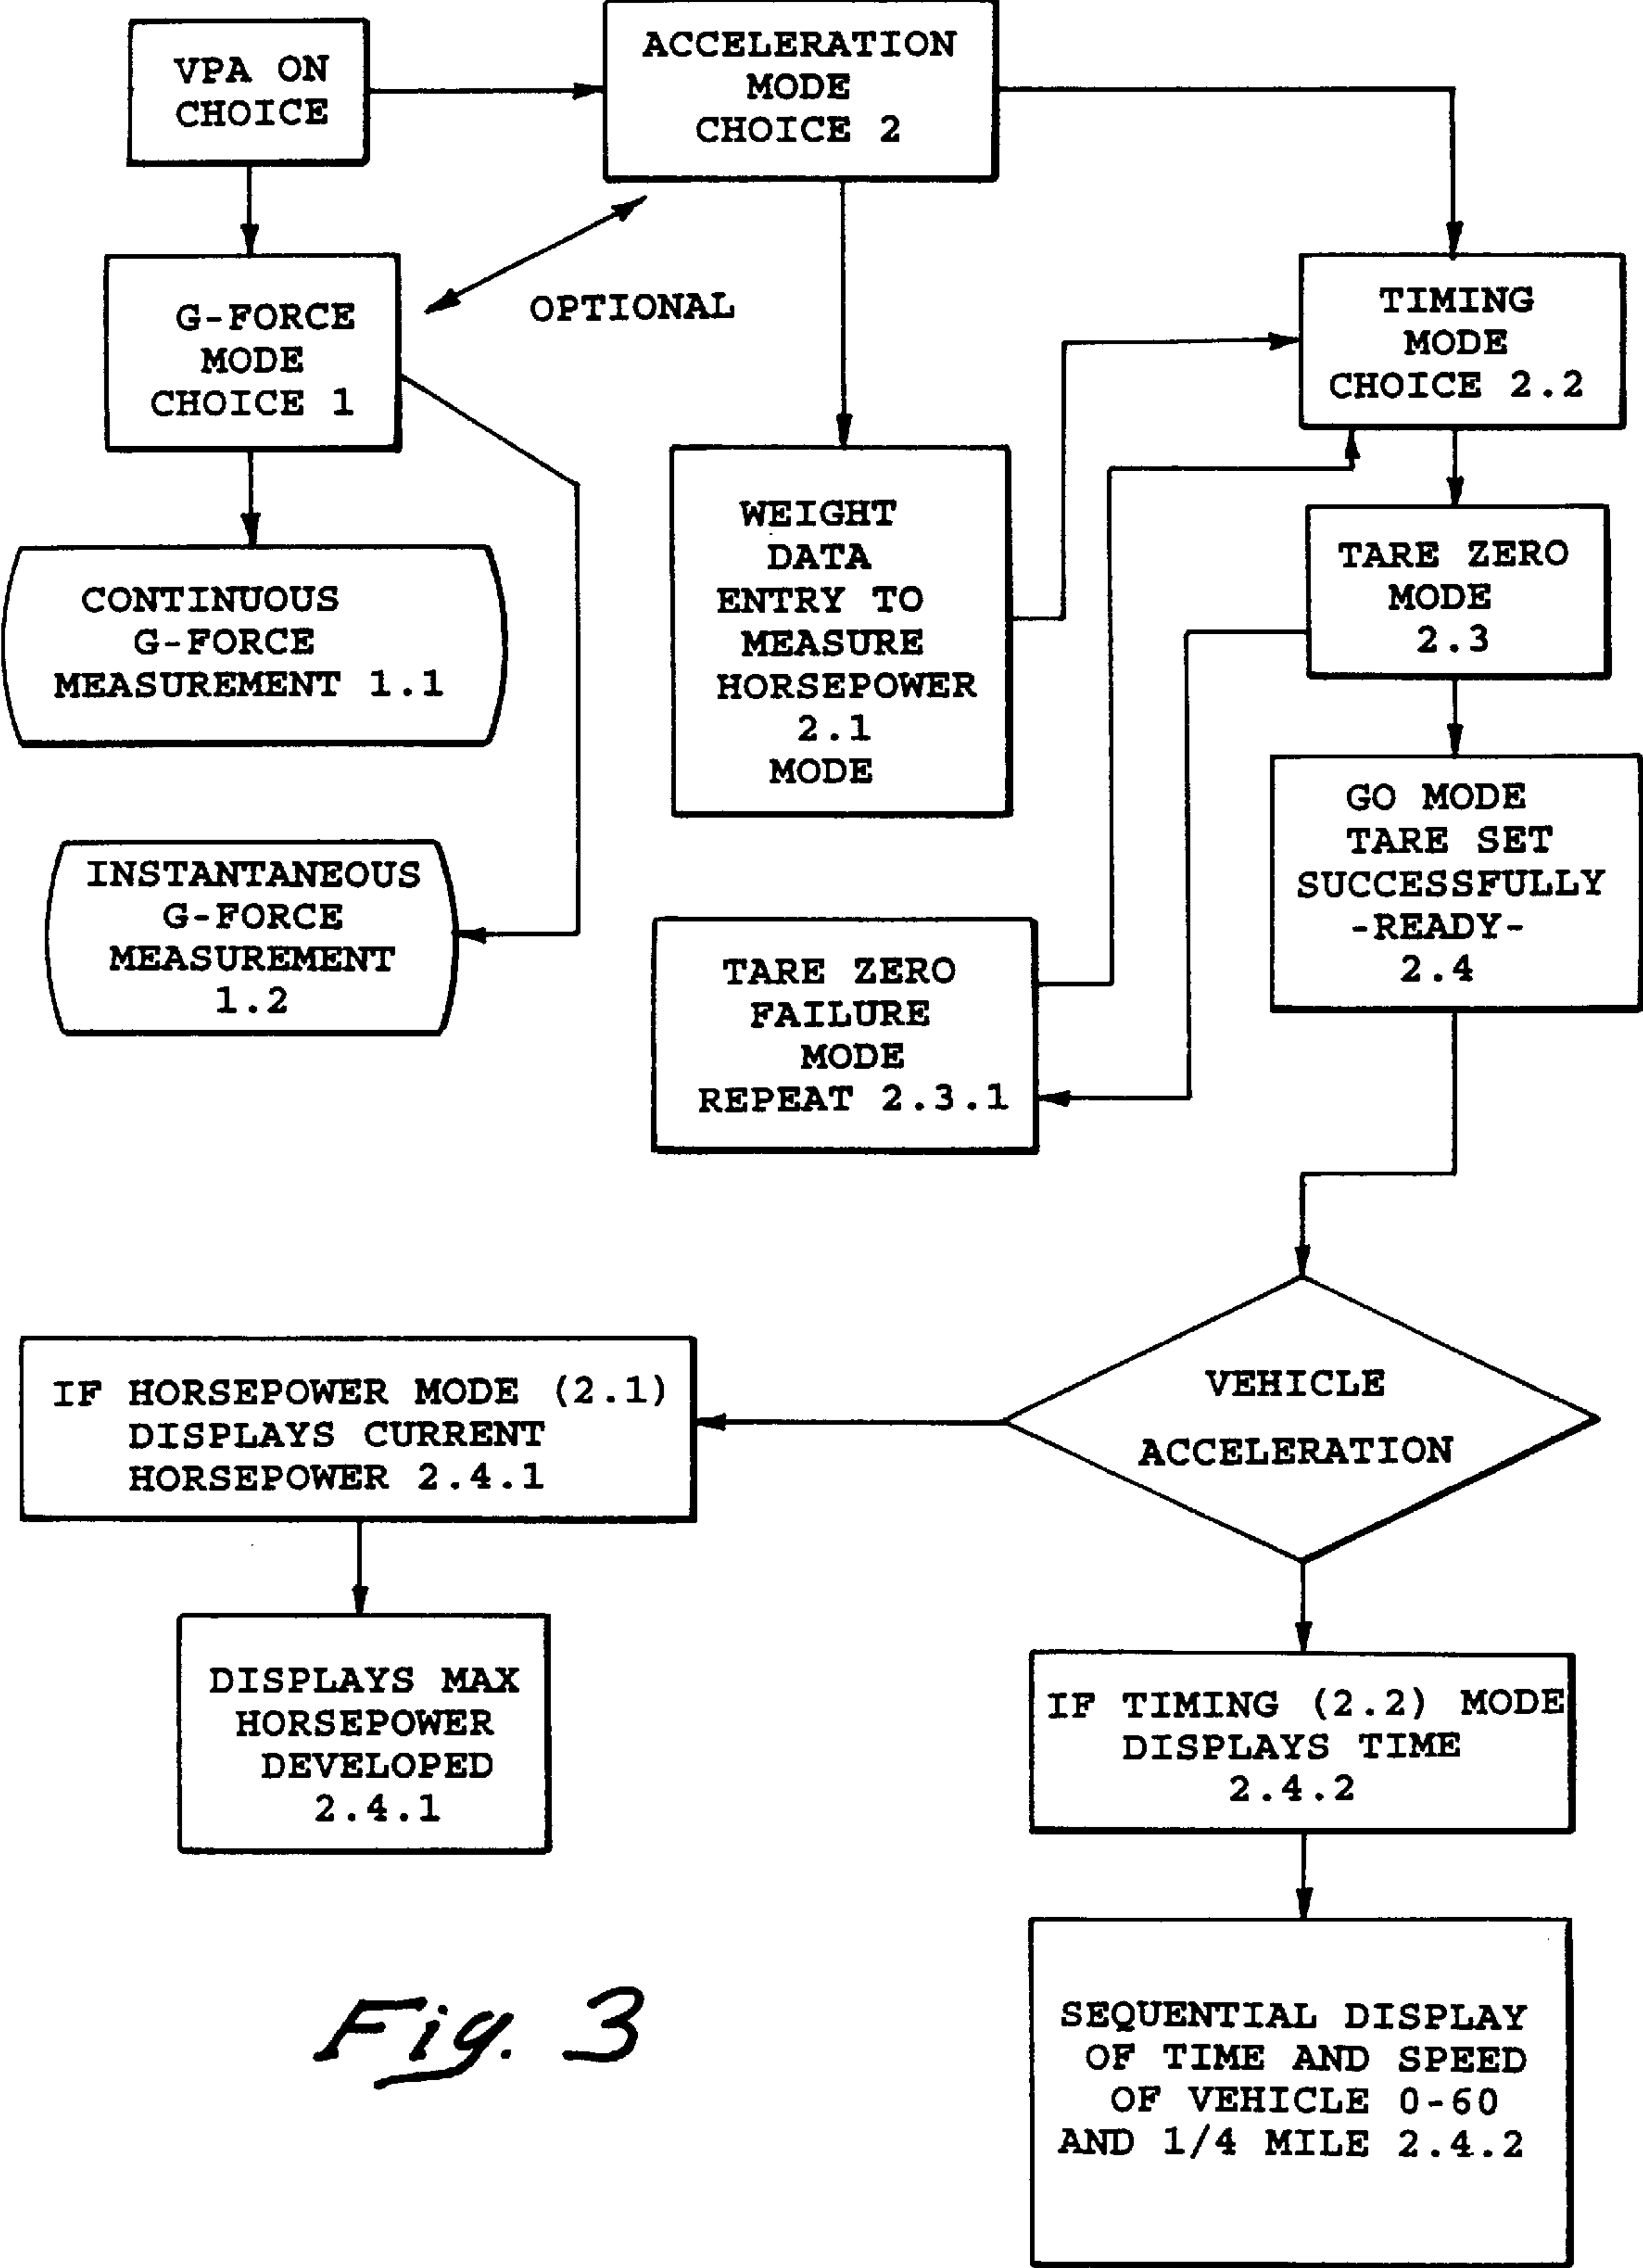 VPA ON
CHOICE
ACCELERATION
MODE
CHOICE 2
G-FORCE
MODE
CHOICE 1
OPTIONAL
TIMING
MODE
CHOICE 2.2
CONTINUOUS
G-FORCE
MEASUREMENT 1.1
WEIGHT
DATA
ENTRY TO
MEASURE
HORSEPOWER
2.1
MODE
TARE ZERO
MODE
2.3
INSTANTANEOUS
G-FORCE
MEASUREMENT
1.2
TARE ZERO
FAILURE
MODE
REPEAT 2.3.1
GO MODE
TARE SET
SUCCESSFULLY
-READY-
2.4
VEHICLE
ACCELERATION
IF HORSEPOWER MODE (2.1)
DISPLAYS CURRENT
HORSEPOWER 2.4.1
DISPLAYS MAX
HORSEPOWER
DEVELOPED
2.4.1
IF TIMING (2.2) MODE
DISPLAYS TIME
2.4.2
SEQUENTIAL DISPLAY
OF TIME AND SPEED
OF VEHICLE 0-60
AND 1/4 MILE 2.4.2
Fig. 3